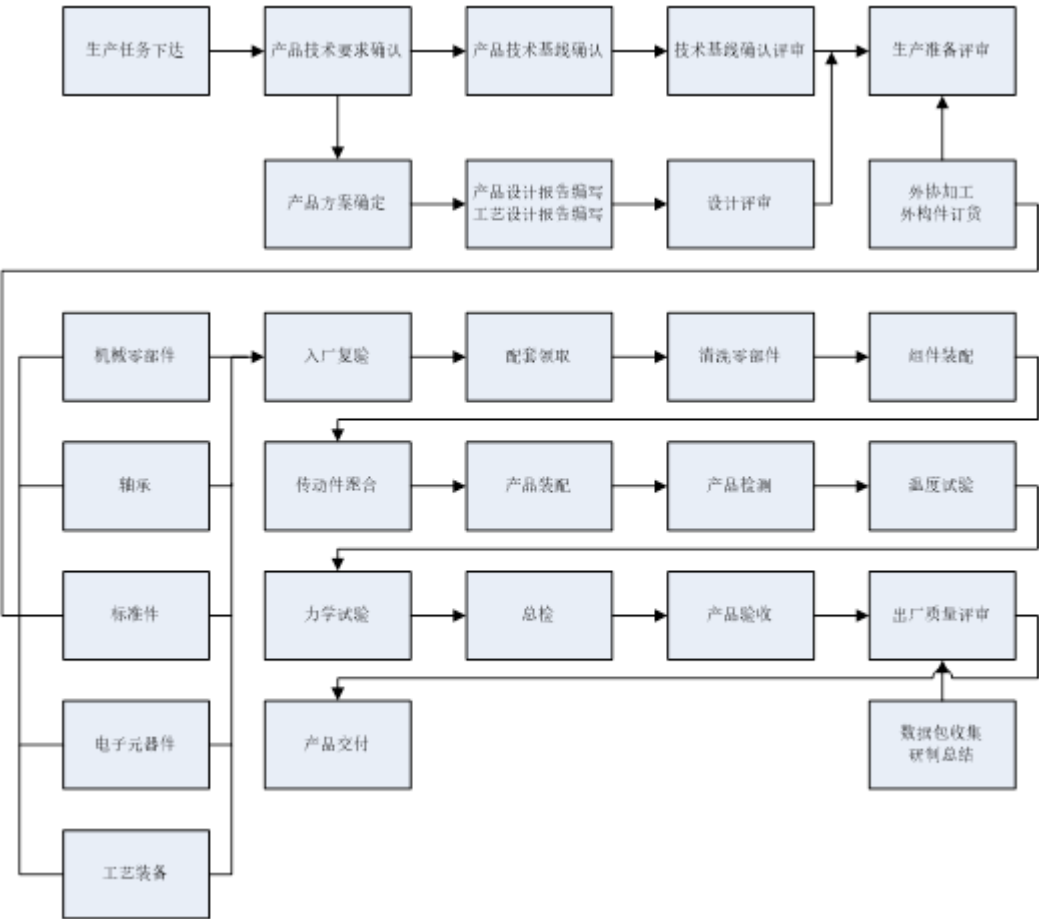 生产任务下达
产品技术要求确认
产品技术基线确认
技术基线确认评审
生产准备评审
产品方案确定
产品设计报告编写
工艺设计报告编写
设计评审
外协加工
外构件订货
机械零部件
入厂复验
配套领取
清洗零部件
组件装配
轴承
传动件跑合
产品装配
产品检测
温度试验
标准件
力学试验
总检
产品验收
出厂质量评审
电子元器件
产品交付
数据包收集
研制总结
工艺装备